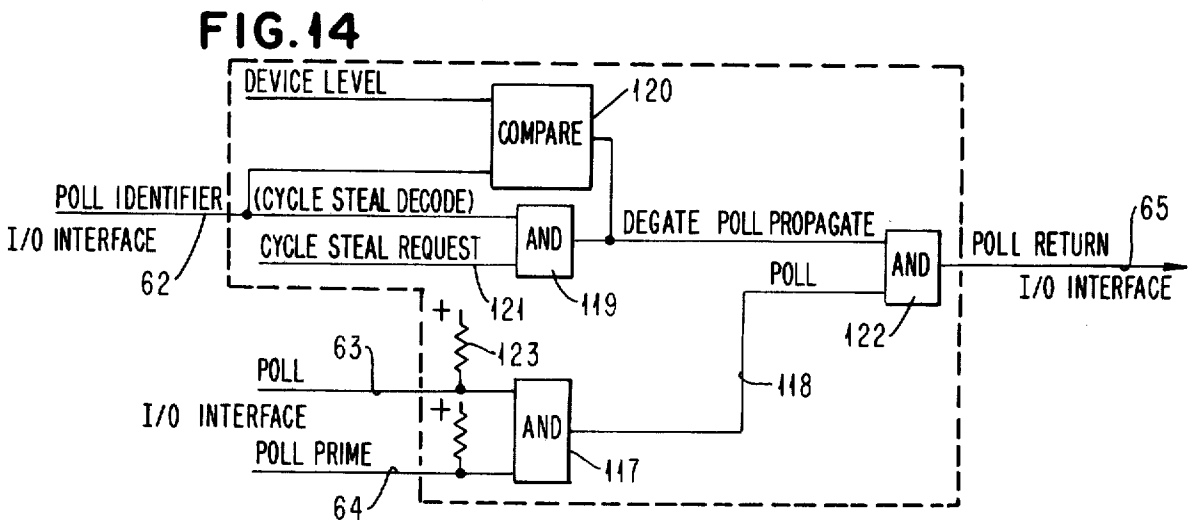 FIG.14
DEVICE LEVEL
120
COMPARE
POLL IDENTIFIER
(CYCLE STEAL DECODE)
65
I/O INTERFACE
AND
DEGATE POLL PROPAGATE
CYCLE STEAL REQUEST
AND
POLL RETURN
62
POLL
I/O INTERFACE
121
119
122
+
123
63
POLL
118
I/O INTERFACE
+
AND
POLL PRIME
117
64